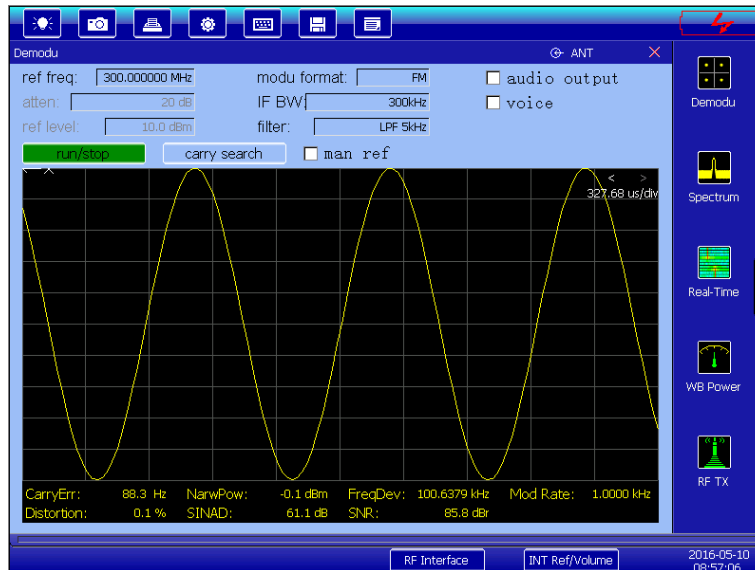 Demodu
ANT
ref freq: 300.000000 MHz modu format: FM audio output
atten: 20 dB IF BW: 300kHz voice
ref level: 10.0 dBm filter: LPF 5kHz
run/stop carry search man ref
< >
327.68 us/div
CarryErr: 88.3 Hz NarwPow: -0.1 dBm FreqDev: 100.6379 kHz Mod Rate: 1.0000 kHz
Distortion: 0.1 % SINAD: 61.1 dB SNR: 85.8 dBr
Demodu
Spectrum
Real-Time
WB Power
RF TX
RF Interface INT Ref/Volume
2016-05-10
08:57:06